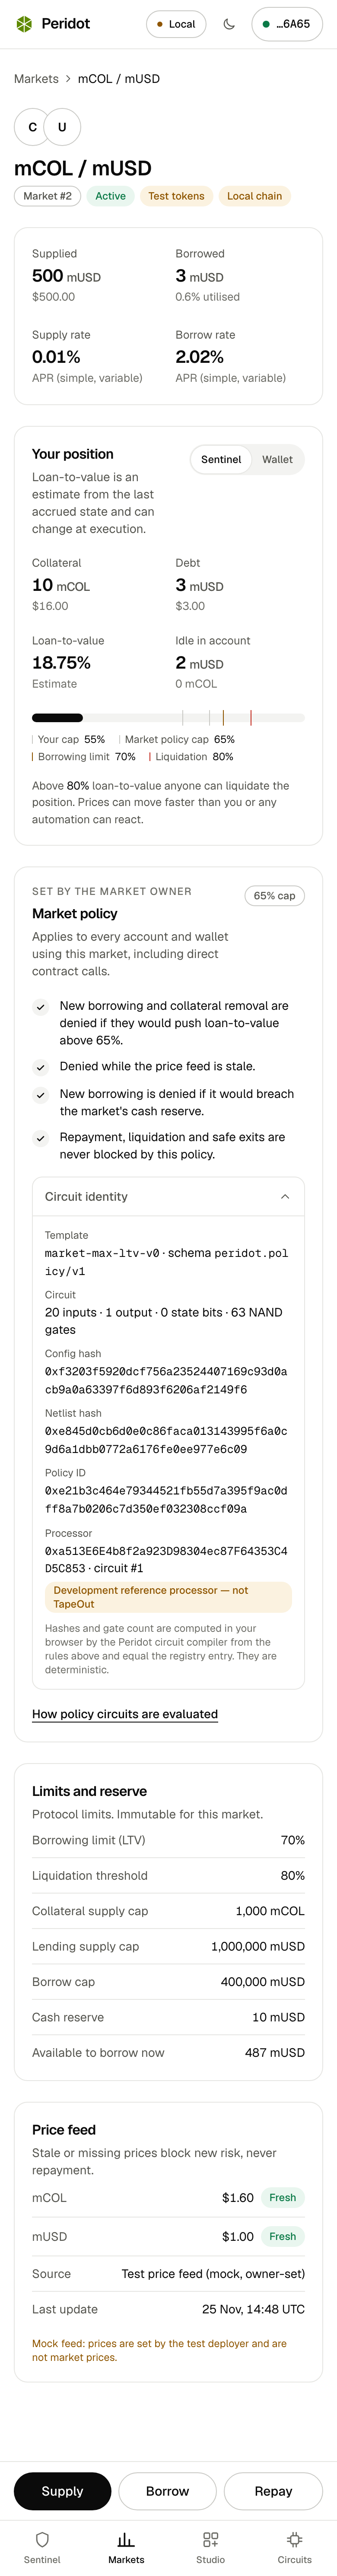 Peridot
Local
...6A65
Markets > mCOL / mUSD
C U
mCOL / mUSD
Market #2 Active Test tokens Local chain
Supplied Borrowed
500 mUSD 3 mUSD
$500.00 0.6% utilised
Supply rate Borrow rate
0.01% 2.02%
APR (simple, variable) APR (simple, variable)
Your position
Sentinel Wallet
Loan-to-value is an
estimate from the last
accrued state and can
change at execution.
Collateral Debt
10 mCOL 3 mUSD
$16.00 $3.00
Loan-to-value Idle in account
18.75% 2 mUSD
Estimate 0 mCOL
Your cap 55% Market policy cap 65%
Borrowing limit 70% Liquidation 80%
Above 80% loan-to-value anyone can liquidate the
position. Prices can move faster than you or any
automation can react.
SET BY THE MARKET OWNER
65% cap
Market policy
Applies to every account and wallet
using this market, including direct
contract calls.
New borrowing and collateral removal are
denied if they would push loan-to-value
above 65%.
Denied while the price feed is stale.
New borrowing is denied if it would breach
the market's cash reserve.
Repayment, liquidation and safe exits are
never blocked by this policy.
Circuit identity
Template
market-max-ltv-v0 · schema peridot.pol
icy/v1
Circuit
20 inputs · 1 output · 0 state bits · 63 NAND
gates
Config hash
0xf3203f5920dcf756a23524407169c93d0a
cb9a0a63397f6d893f6206af2149f6
Netlist hash
0xe845d0cb6d0e0c86faca013143995f6a0c
9d6a1dbb0772a6176fe0ee977e6c09
Policy ID
0xe21b3c464e79344521fb55d7a395f9ac0d
ff8a7b0206c7d350ef032308ccf09a
Processor
0xa513E6E4b8f2a923D98304ec87F64353C4
D5C853 · circuit #1
Development reference processor — not
TapeOut
Hashes and gate count are computed in your
browser by the Peridot circuit compiler from the
rules above and equal the registry entry. They are
deterministic.
How policy circuits are evaluated
Limits and reserve
Protocol limits. Immutable for this market.
Borrowing limit (LTV) 70%
Liquidation threshold 80%
Collateral supply cap 1,000 mCOL
Lending supply cap 1,000,000 mUSD
Borrow cap 400,000 mUSD
Cash reserve 10 mUSD
Available to borrow now 487 mUSD
Price feed
Stale or missing prices block new risk, never
repayment.
mCOL $1.60 Fresh
mUSD $1.00 Fresh
Source Test price feed (mock, owner-set)
Last update 25 Nov, 14:48 UTC
Mock feed: prices are set by the test deployer and are
not market prices.
Supply Borrow Repay
Sentinel Markets Studio Circuits